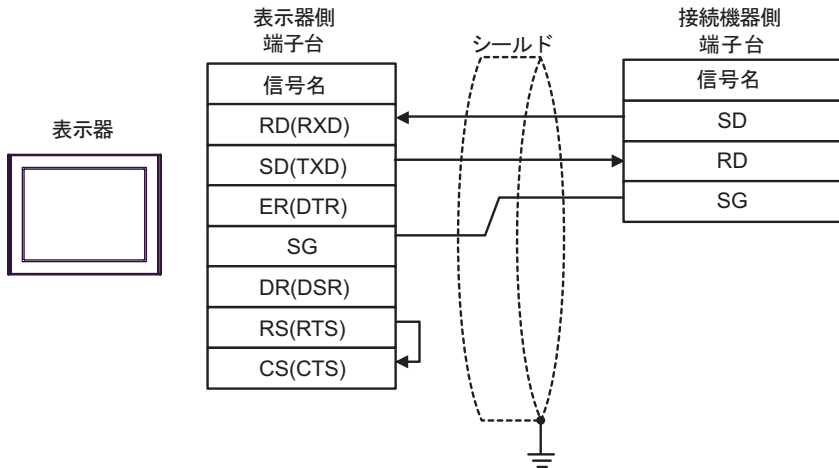 表示器側
端子台
シールド
接続機器側
端子台
表示器
信号名
RD(RXD)
SD(TXD)
ER(DTR)
SG
DR(DSR)
RS(RTS)
CS(CTS)
信号名
SD
RD
SG